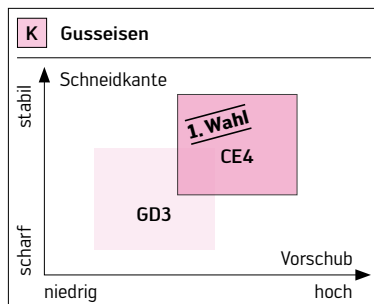 K Gusseisen
Schneidkante
stabil
1. Wahl
CE4
GD3
scharf
Vorschub
niedrig hoch